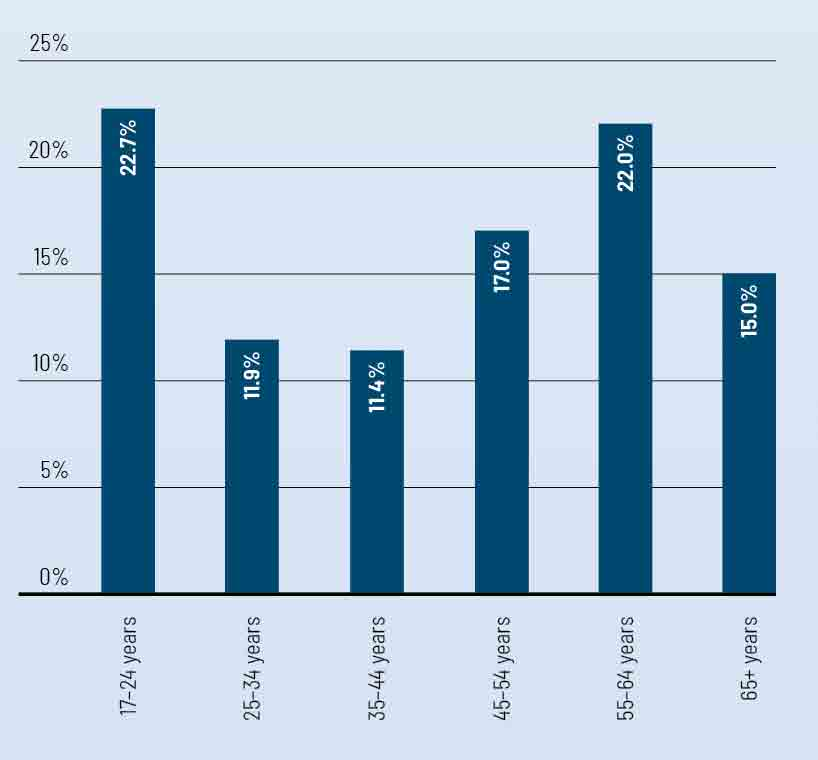 25%
20%
15%
10%
5%
0%
22.7%
11.9%
11.4%
17.0%
22.0%
15.0%
17–24 years
25–34 years
35–44 years
45–54 years
55–64 years
65+ years